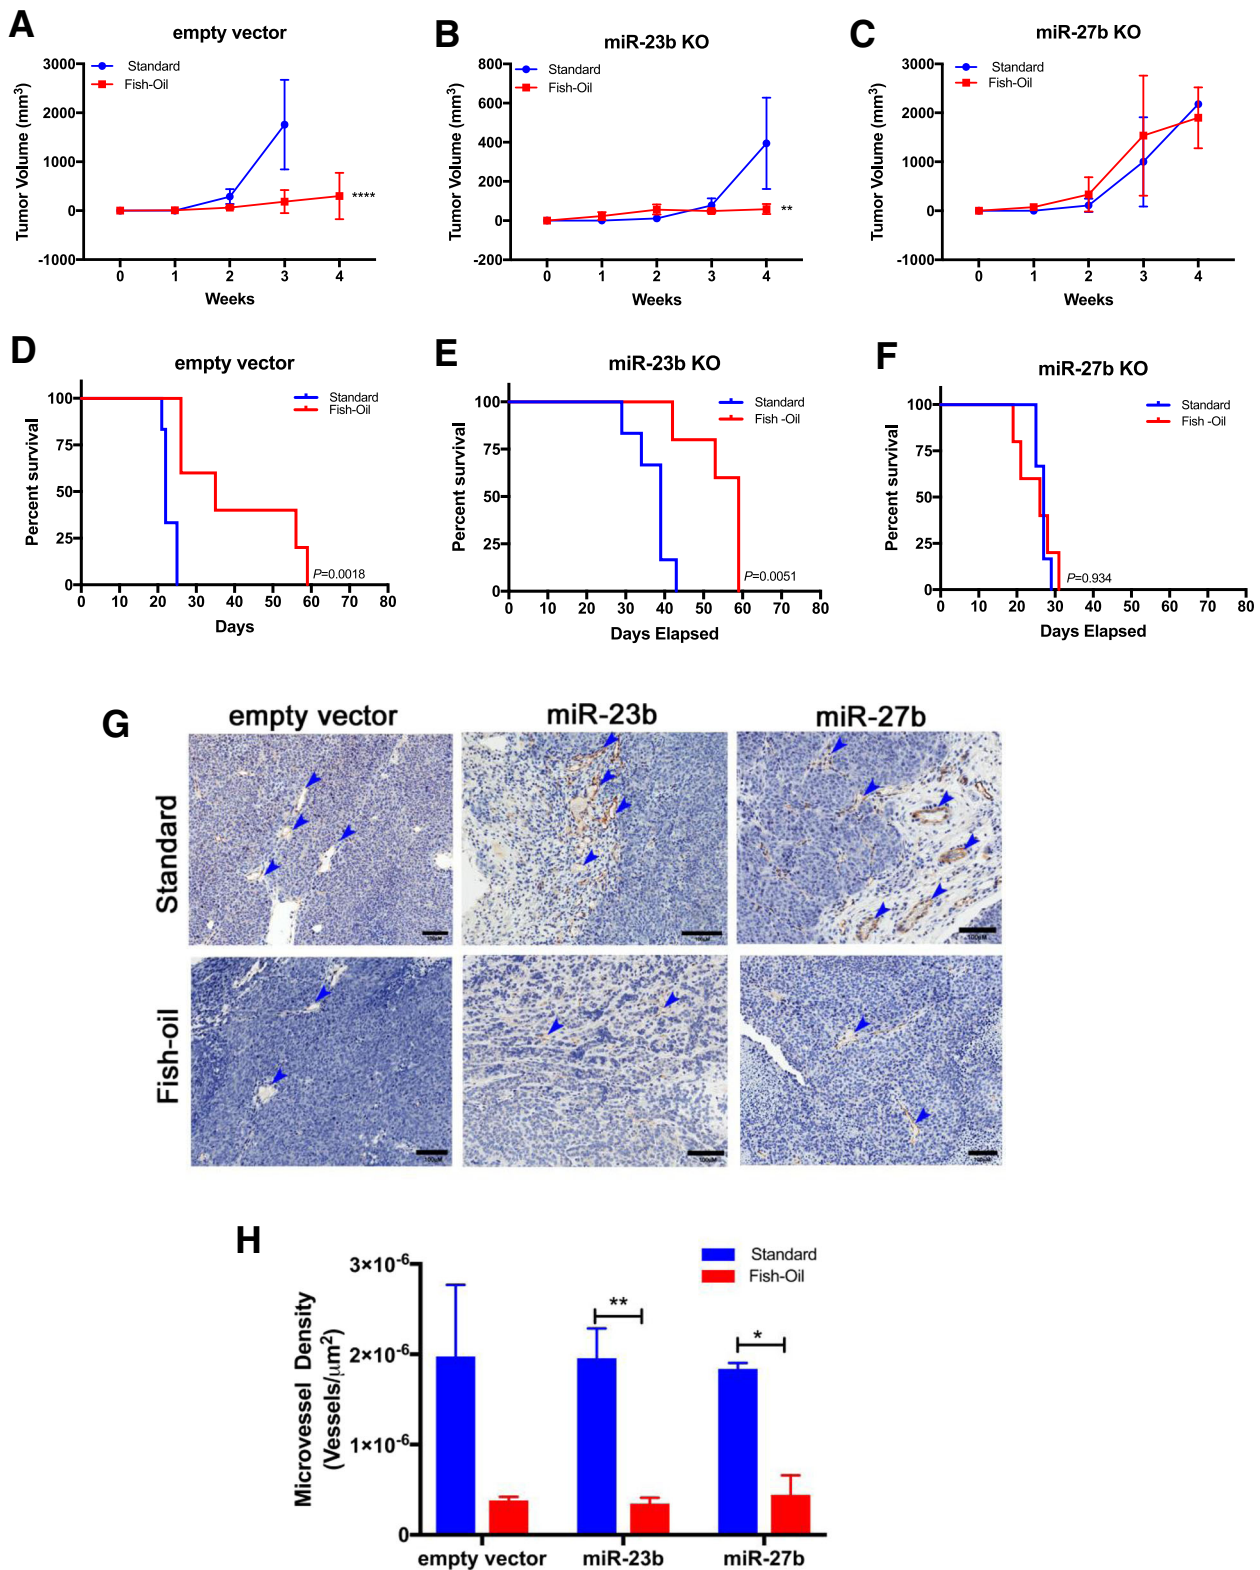 A
empty vector
Standard
Fish-Oil
Tumor Volume (mm3)
3000
2000
1000
0
-1000
0 1 2 3 4
Weeks
****
B
miR-23b KO
Standard
Fish-Oil
Tumor Volume (mm3)
800
600
400
200
0
-200
0 1 2 3 4
Weeks
**
C
miR-27b KO
Standard
Fish-Oil
Tumor Volume (mm3)
3000
2000
1000
0
-1000
0 1 2 3 4
Weeks
D
empty vector
Standard
Fish-Oil
Percent survival
100
75
50
25
0
0 10 20 30 40 50 60 70 80
Days
P=0.0018
E
miR-23b KO
Standard
Fish -Oil
Percent survival
100
75
50
25
0
0 10 20 30 40 50 60 70 80
Days Elapsed
P=0.0051
F
miR-27b KO
Standard
Fish -Oil
Percent survival
100
75
50
25
0
0 10 20 30 40 50 60 70 80
Days Elapsed
P=0.934
G
empty vector miR-23b miR-27b
Standard
100µM
100µM
100µM
Fish-oil
100µM
100µM
100µM
H
Standard
Fish-Oil
Microvessel Density
(Vessels/µm2)
3×10-6
2×10-6
1×10-6
0
**
*
empty vector miR-23b miR-27b